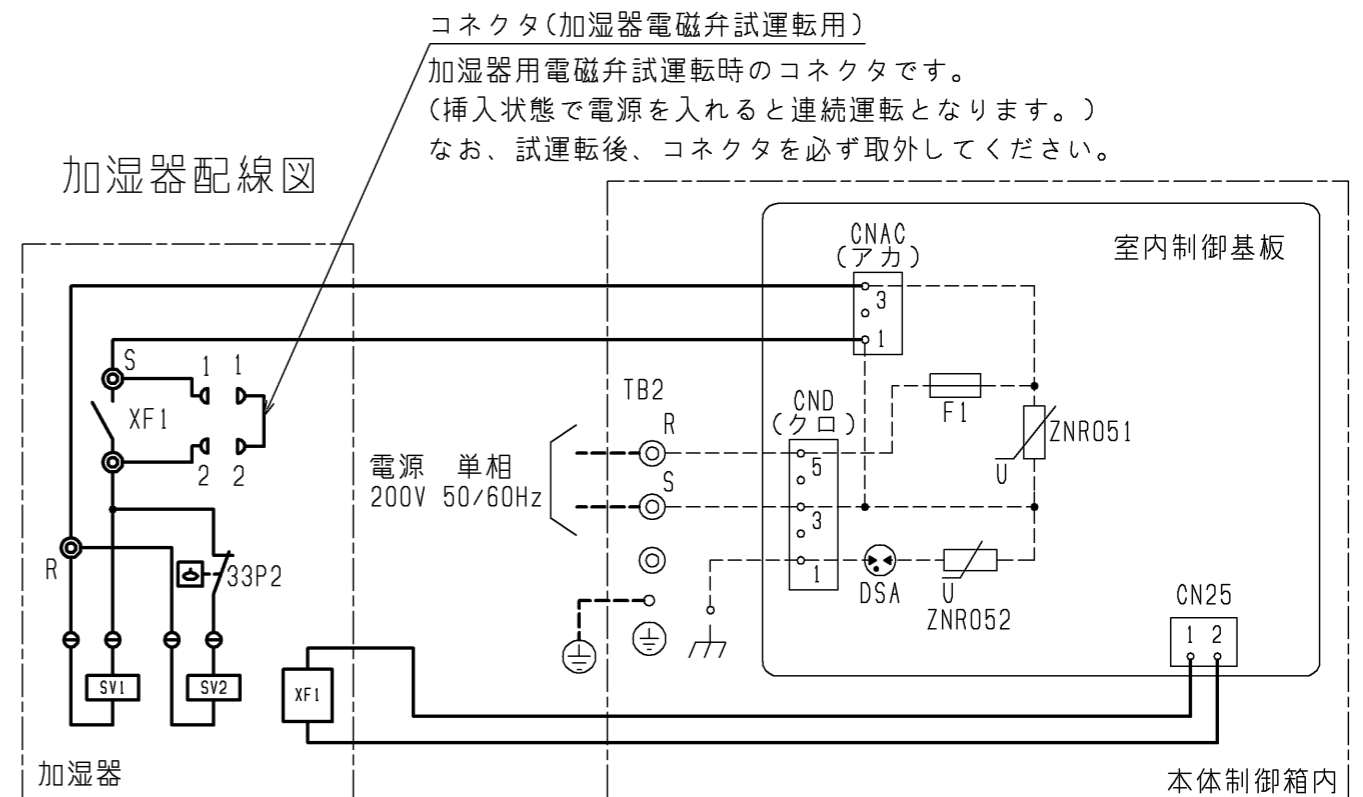 コネクタ(加湿器電磁弁試運転用)
加湿器用電磁弁試運転時のコネクタです。
(挿入状態で電源を入れると連続運転となります。)
なお、試運転後、コネクタを必ず取外してください。
加湿器配線図
CNAC
(アカ)
室内制御基板
3
1
S
1 1
XF1
2 2
TB2
R
S
CND
(クロ)
5
3
1
F1
ZNR051
U
電源 単相
200V 50/60Hz
R
33P2
DSA
U
ZNR052
CN25
1 2
SV1
SV2
XF1
加湿器
本体制御箱内